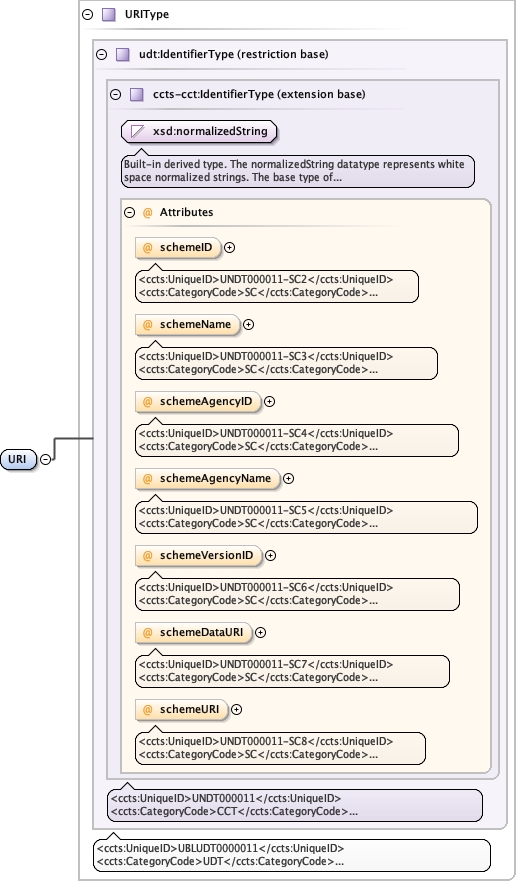 URIType
udt:IdentifierType (restriction base)
ccts-cct:IdentifierType (extension base)
xsd:normalizedString
Built-in derived type. The normalizedString datatype represents white
space normalized strings. The base type of...
@ Attributes
@ schemeID
<ccts:UniqueID>UNDT000011-SC2</ccts:UniqueID>
<ccts:CategoryCode>SC</ccts:CategoryCode>...
@ schemeName
<ccts:UniqueID>UNDT000011-SC3</ccts:UniqueID>
<ccts:CategoryCode>SC</ccts:CategoryCode>...
@ schemeAgencyID
<ccts:UniqueID>UNDT000011-SC4</ccts:UniqueID>
<ccts:CategoryCode>SC</ccts:CategoryCode>...
URI
@ schemeAgencyName
<ccts:UniqueID>UNDT000011-SC5</ccts:UniqueID>
<ccts:CategoryCode>SC</ccts:CategoryCode>...
@ schemeVersionID
<ccts:UniqueID>UNDT000011-SC6</ccts:UniqueID>
<ccts:CategoryCode>SC</ccts:CategoryCode>...
@ schemeDataURI
<ccts:UniqueID>UNDT000011-SC7</ccts:UniqueID>
<ccts:CategoryCode>SC</ccts:CategoryCode>...
@ schemeURI
<ccts:UniqueID>UNDT000011-SC8</ccts:UniqueID>
<ccts:CategoryCode>SC</ccts:CategoryCode>...
<ccts:UniqueID>UNDT000011</ccts:UniqueID>
<ccts:CategoryCode>CCT</ccts:CategoryCode>...
<ccts:UniqueID>UBLUDT0000011</ccts:UniqueID>
<ccts:CategoryCode>UDT</ccts:CategoryCode>...